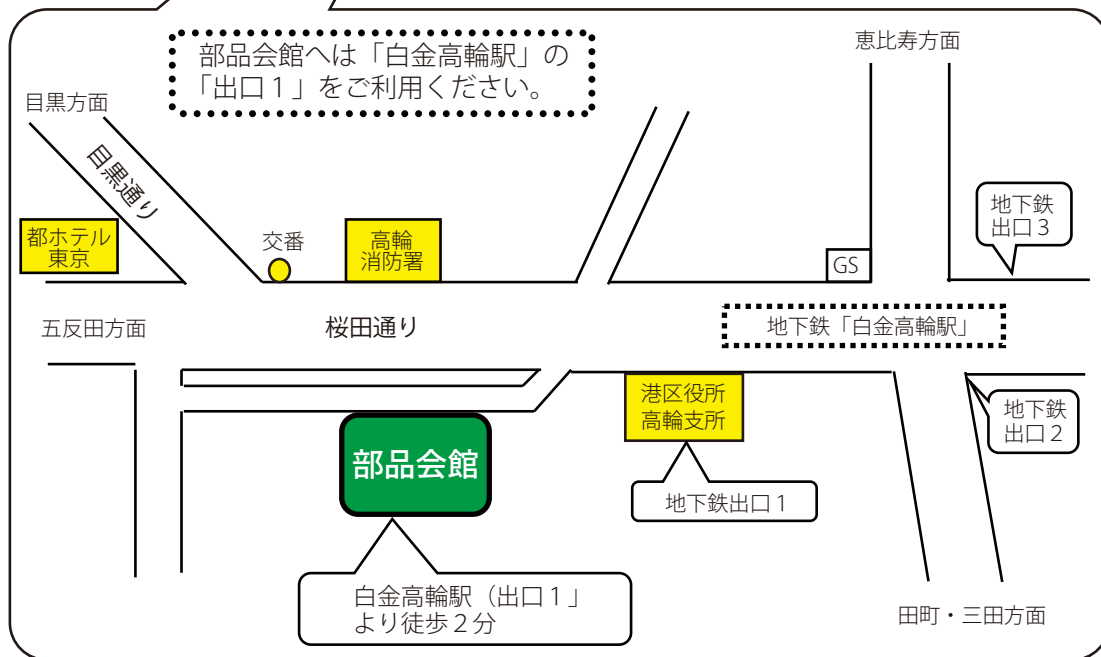 部品会館へは「白金高輪駅」の
「出口１」をご利用ください。
恵比寿方面
目黒方面
目黒通り
都ホテル
東京
交番
高輪
消防署
GS
地下鉄
出口３
五反田方面
桜田通り
地下鉄「白金高輪駅」
港区役所
高輪支所
地下鉄
出口２
部品会館
地下鉄出口１
白金高輪駅（出口１」
より徒歩２分
田町・三田方面